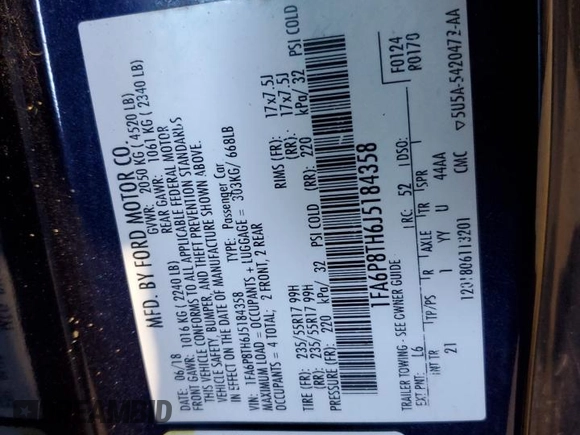 MFD. BY FORD MOTOR CO.
DATE: 06/18 GVWR: 2050 KG ( 4520 LB)
FRONT GAWR: 1016 KG ( 2240 LB) REAR GAWR: 1061 KG ( 2340 LB)
THIS VEHICLE CONFORMS TO ALL APPLICABLE FEDERAL MOTOR
VEHICLE SAFETY, BUMPER, AND THEFT PREVENTION STANDARDS
IN EFFECT ON THE DATE OF MANUFACTURE SHOWN ABOVE.
VIN: 1FA6P8TH6J5184358 TYPE: Passenger Car
MAXIMUM LOAD = OCCUPANTS + LUGGAGE = 303KG/ 668LB
OCCUPANTS = 4 TOTAL; 2 FRONT, 2 REAR
TIRE (FR): 235/55R17 99H RIMS (FR): 17x7.5J
(RR): 235/55R17 99H (RR): 17x7.5J
PRESSURE (FR): 220 kPa/ 32 PSI COLD (RR): 220 kPa/ 32 PSI COLD
1FA6P8TH6J5184358
F0124
R0170
TRAILER TOWING - SEE OWNER GUIDE
EXT PNT: L6 RC: 52 DSO:
INT TR TP/PS R AXLE TR SPR
21 1 YY U 44AA
1201806113201 CMC
5U5A-5420472-AA